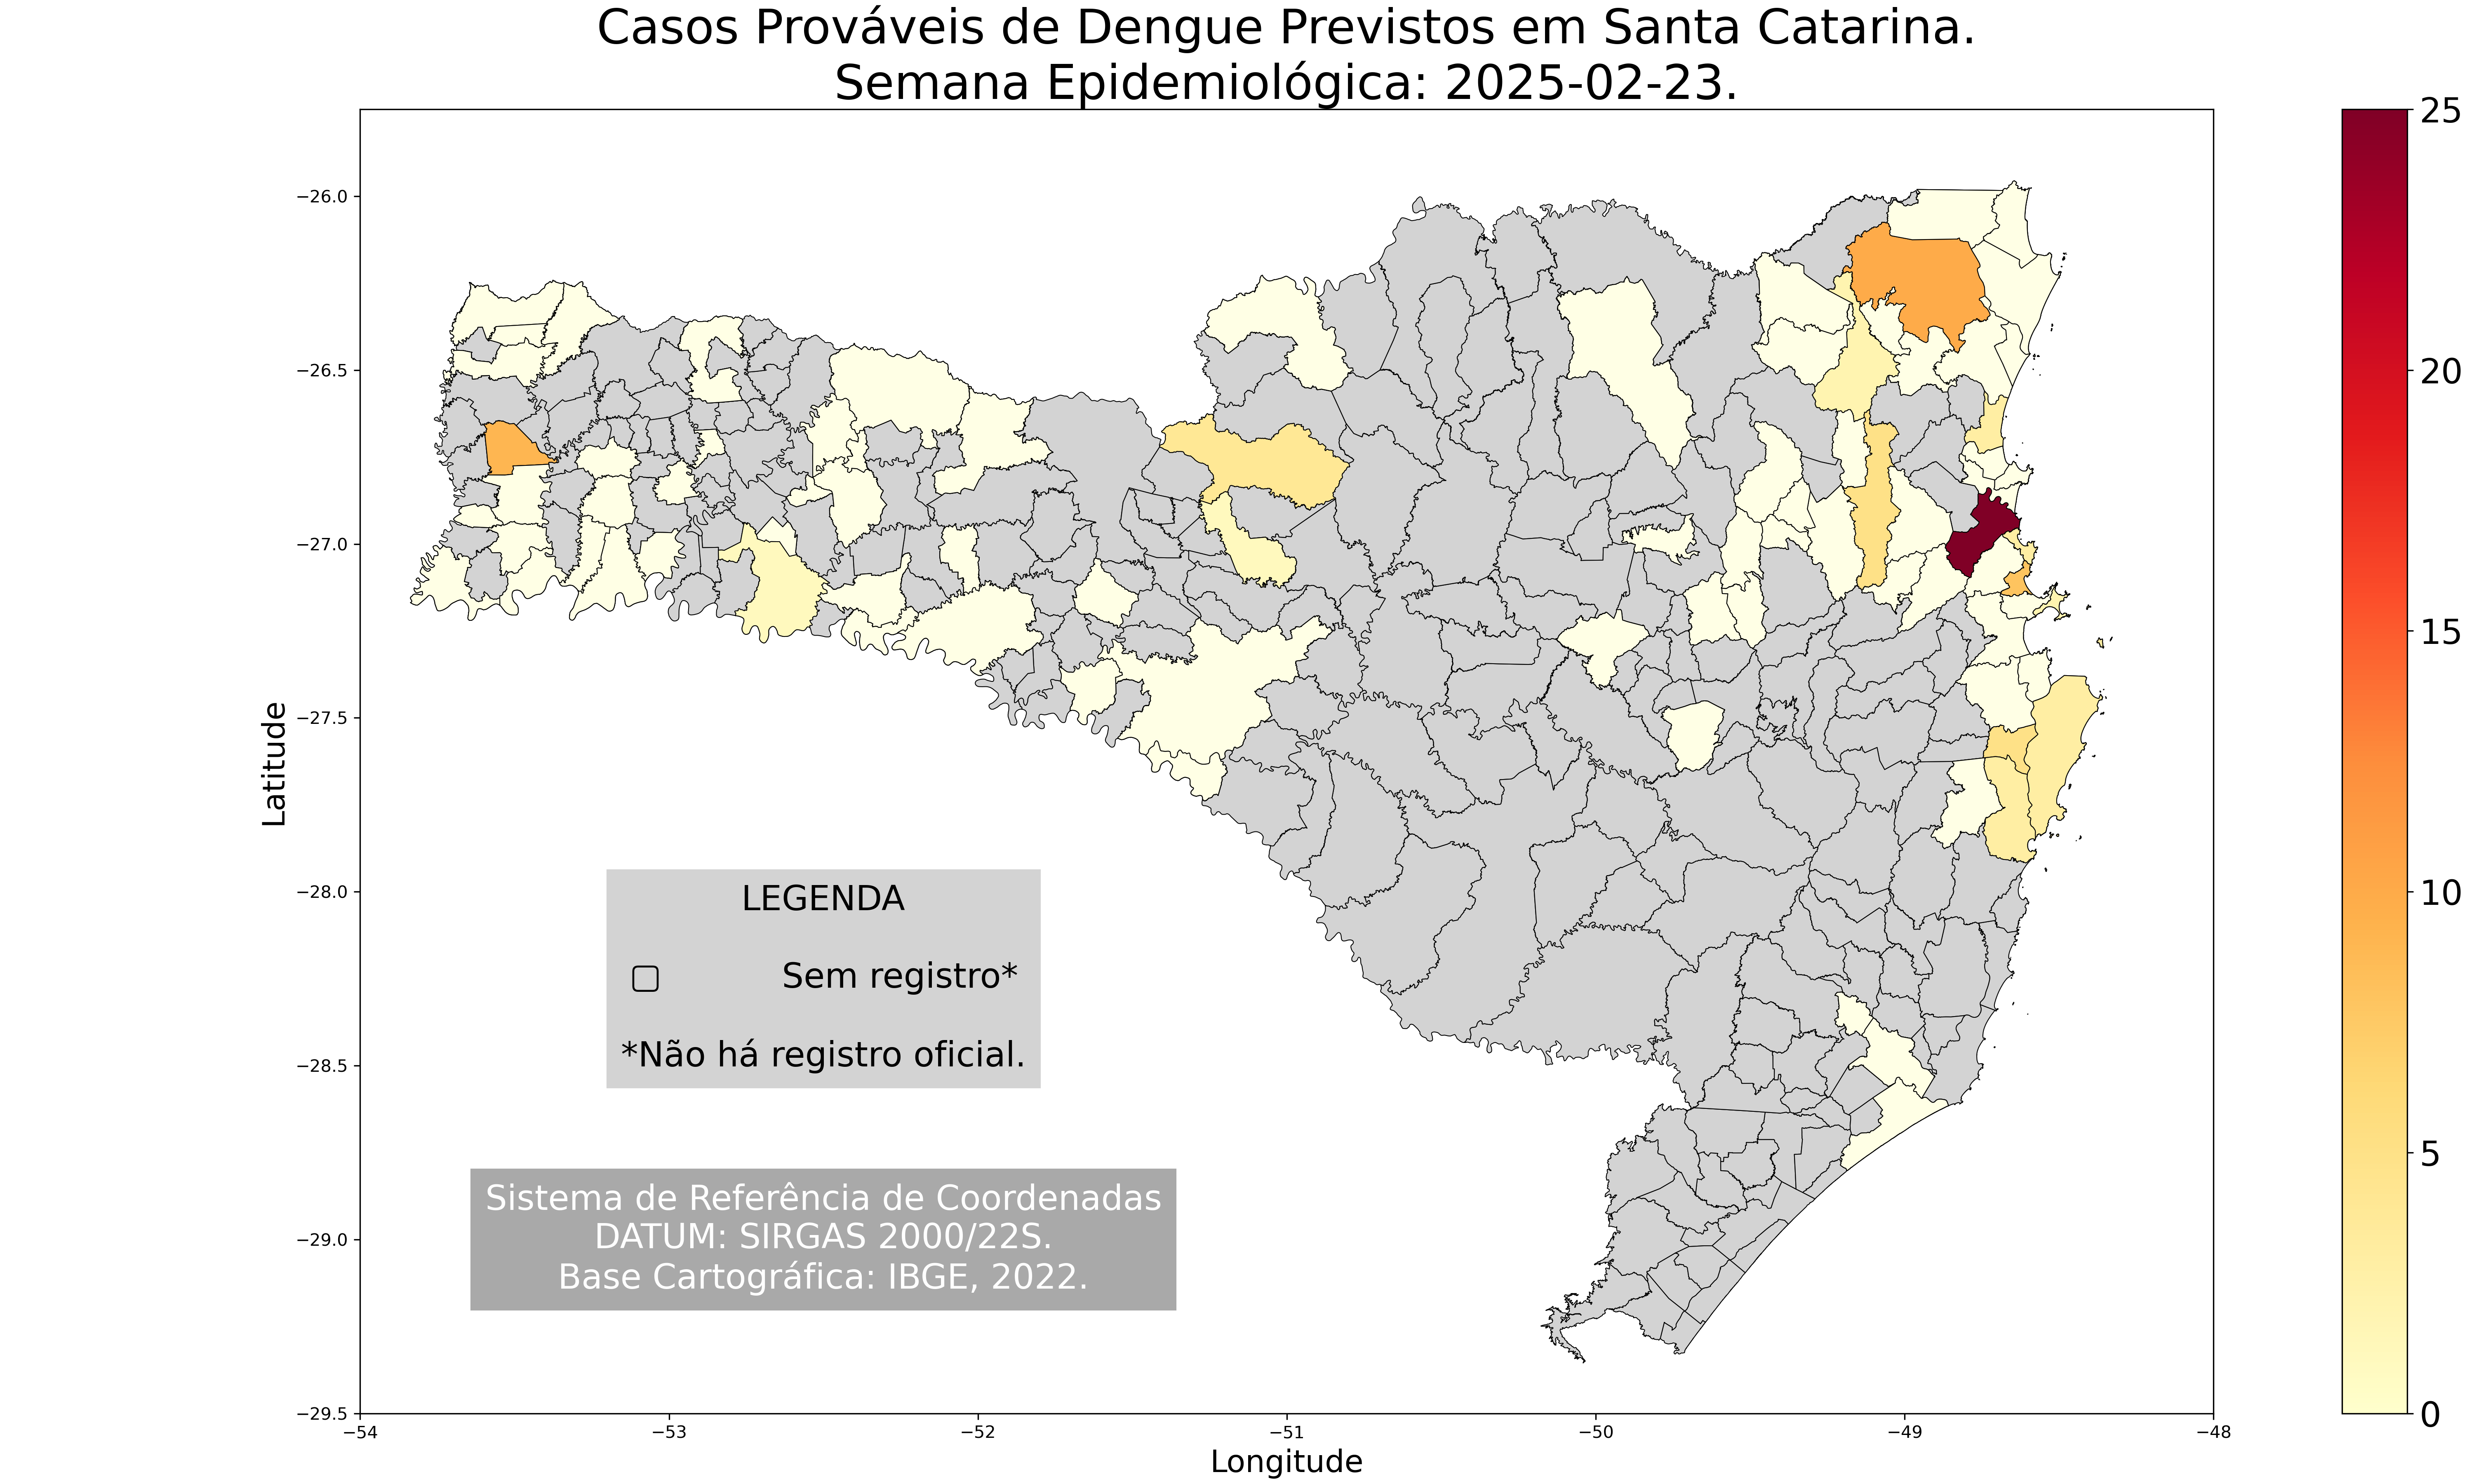 Casos Prováveis de Dengue Previstos em Santa Catarina.
Semana Epidemiológica: 2025-02-23.
−26.0
−26.5
−27.0
−27.5
−28.0
−28.5
−29.0
−29.5
Latitude
−54
−53
−52
−51
−50
−49
−48
Longitude
LEGENDA
Sem registro*
*Não há registro oficial.
Sistema de Referência de Coordenadas
DATUM: SIRGAS 2000/22S.
Base Cartográfica: IBGE, 2022.
25
20
15
10
5
0